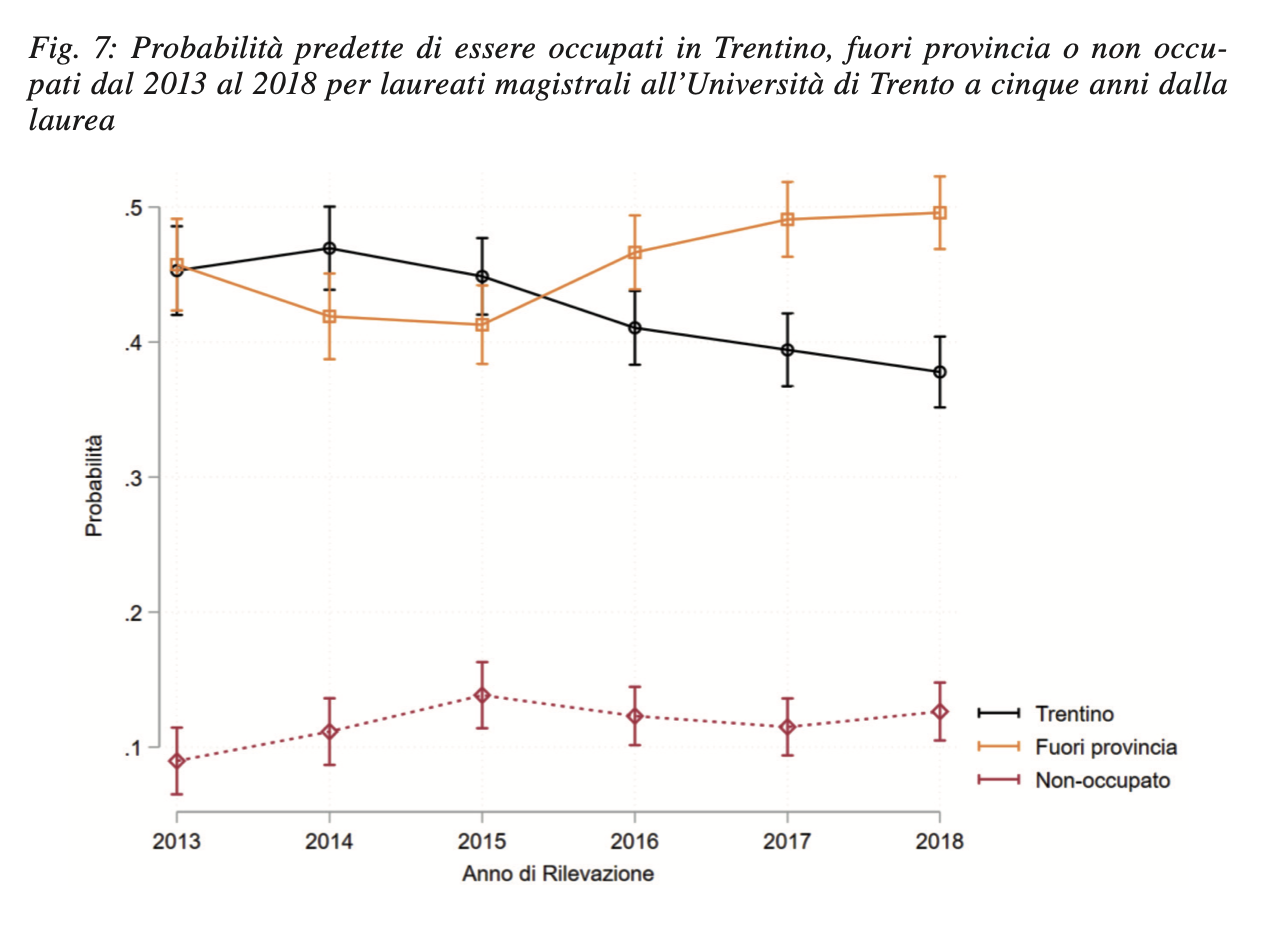 Fig. 7: Probabilità predette di essere occupati in Trentino, fuori provincia o non occu-
pati dal 2013 al 2018 per laureati magistrali all’Università di Trento a cinque anni dalla
laurea
.5
.4
.3
.2
.1
Probabilità
Trentino
Fuori provincia
Non-occupato
2013 2014 2015 2016 2017 2018
Anno di Rilevazione